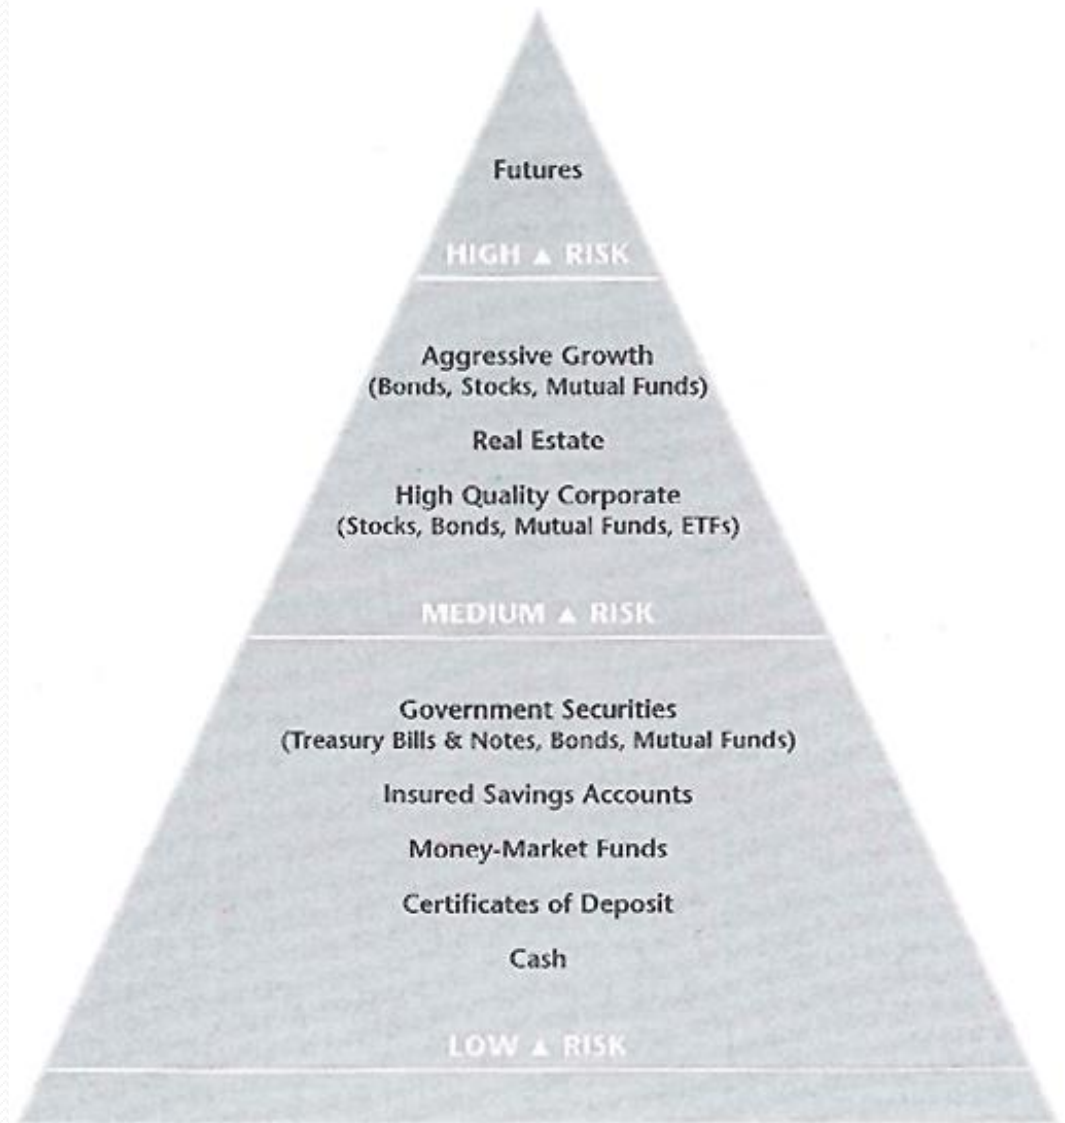 Futures
HIGH ▲ RISK
Aggressive Growth
(Bonds, Stocks, Mutual Funds)
Real Estate
High Quality Corporate
(Stocks, Bonds, Mutual Funds, ETFs)
MEDIUM ▲ RISK
Government Securities
(Treasury Bills & Notes, Bonds, Mutual Funds)
Insured Savings Accounts
Money-Market Funds
Certificates of Deposit
Cash
LOW ▲ RISK